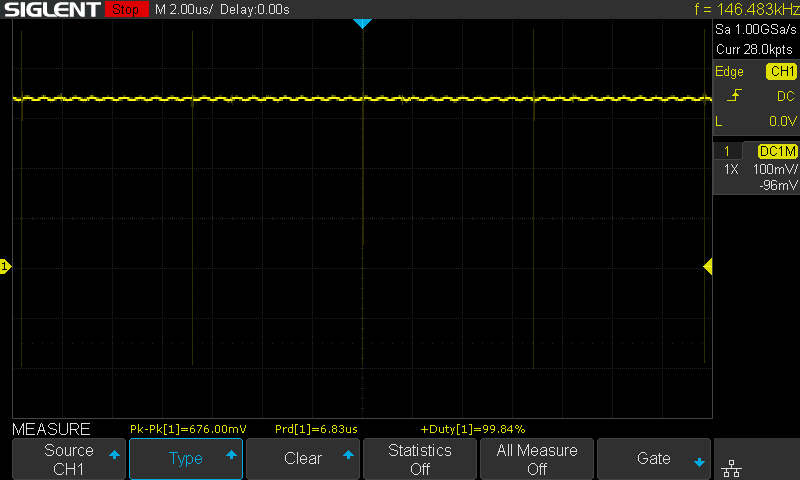 SIGLENT Stop M 2.00us/ Delay:0.00s f = 146.483kHz
Sa 1.00GSa/s
Curr 28.0kpts
Edge CH1
DC
L 0.0V
1 DC1M
1X 100mV/
-96mV
1
MEASURE Pk-Pk[1]=676.00mV Prd[1]=6.83us +Duty[1]=99.84%
Source
CH1
Type
Clear
Statistics
Off
All Measure
Off
Gate